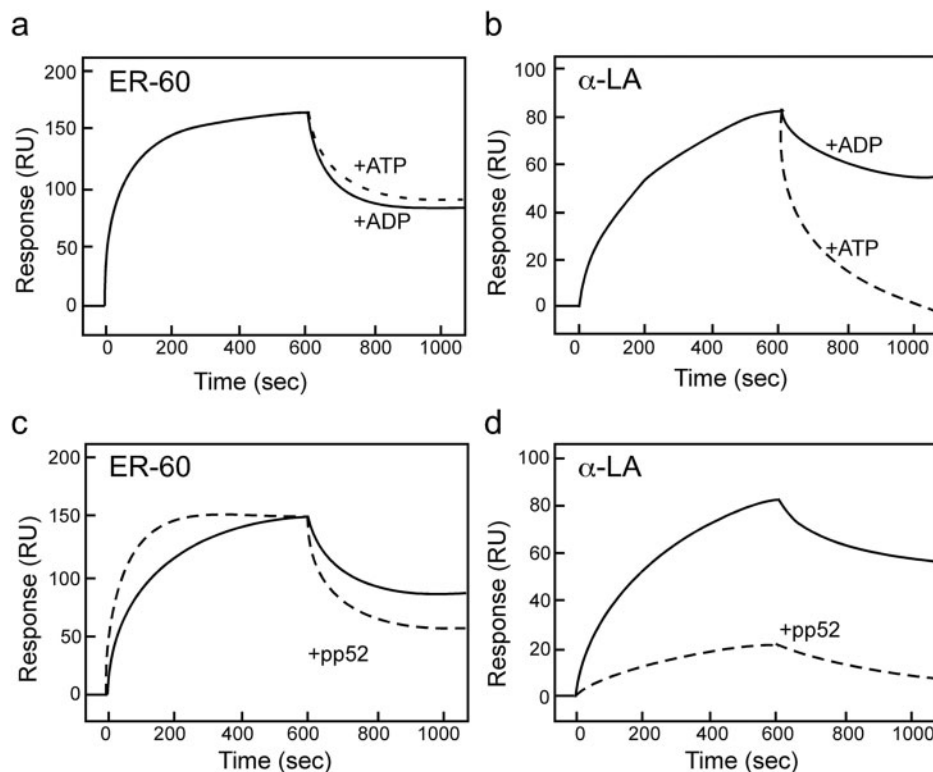 a
ER-60
Response (RU)
200
150
100
50
0
+ATP
+ADP
0 200 400 600 800 1000
Time (sec)
b
α-LA
Response (RU)
100
80
60
40
20
0
+ADP
+ATP
0 200 400 600 800 1000
Time (sec)
c
ER-60
Response (RU)
200
150
100
50
0
+pp52
0 200 400 600 800 1000
Time (sec)
d
α-LA
Response (RU)
100
80
60
40
20
0
+pp52
0 200 400 600 800 1000
Time (sec)